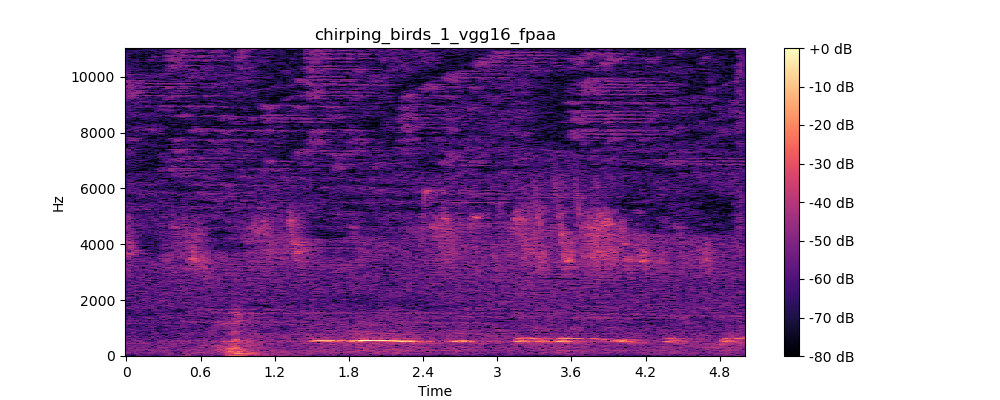 chirping_birds_1_vgg16_fpaa
10000
8000
6000
4000
2000
0
Hz
0 0.6 1.2 1.8 2.4 3 3.6 4.2 4.8
Time
+0 dB
-10 dB
-20 dB
-30 dB
-40 dB
-50 dB
-60 dB
-70 dB
-80 dB